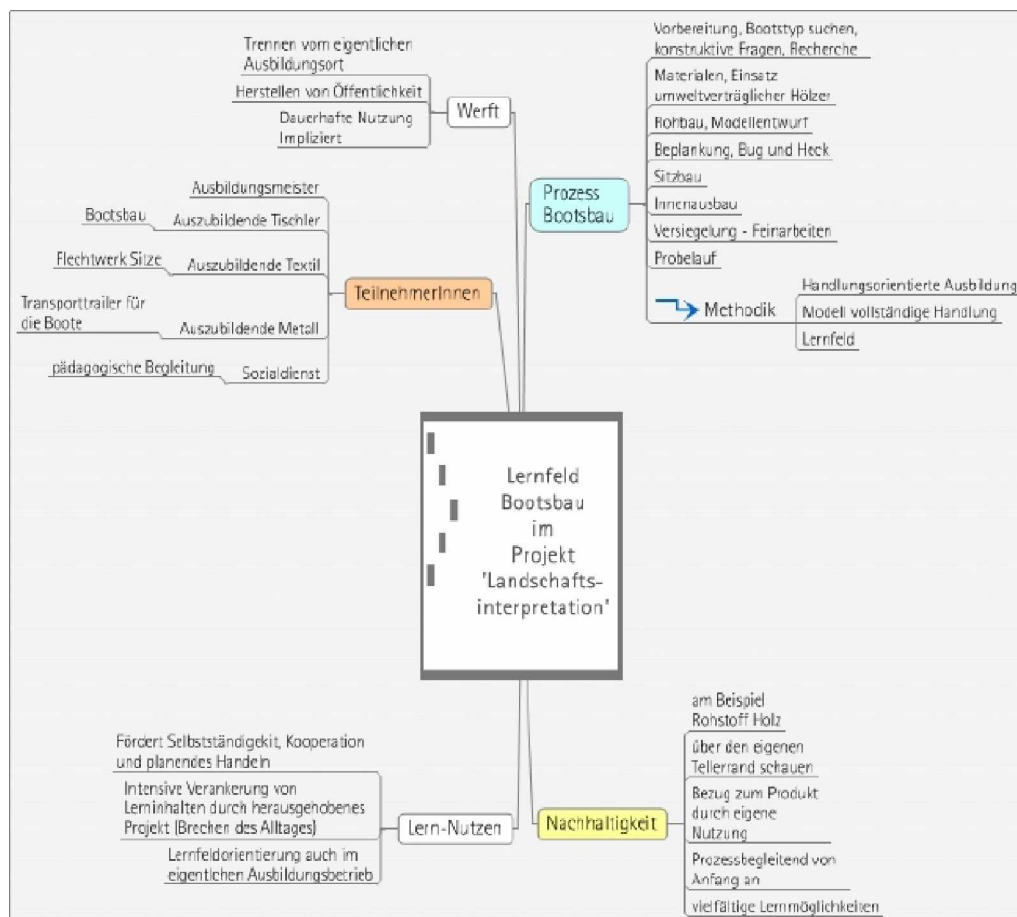 Trennen vom eigentlichen
Ausbildungsort
Herstellen von Öffentlichkeit
Dauerhafte Nutzung
Impliziert
Werft
Vorbereitung, Bootstyp suchen,
konstruktive Fragen, Recherche
Materialen, Einsatz
umweltverträglicher Hölzer
Rohbau, Modellentwurf
Beplankung, Bug und Heck
Sitzbau
Innenausbau
Versiegelung - Feinarbeiten
Probelauf
Prozess
Bootsbau
Methodik
Handlungsorientierte Ausbildung
Modell vollständige Handlung
Lernfeld
Ausbildungsmeister
Bootsbau
Auszubildende Tischler
Flechtwerk Sitze
Auszubildende Textil
Transporttrailer für
die Boote
Auszubildende Metall
pädagogische Begleitung
Sozialdienst
TeilnehmerInnen
Lernfeld
Bootsbau
im
Projekt
'Landschafts-
interpretation'
Fördert Selbstständigekit, Kooperation
und planendes Handeln
Intensive Verankerung von
Lerninhalten durch herausgehobenes
Projekt (Brechen des Alltages)
Lernfeldorientierung auch im
eigentlchen Ausbildungsbetrieb
Lern-Nutzen
Nachhaltigkeit
am Beispiel
Rohstoff Holz
über den eigenen
Tellerrand schauen
Bezug zum Produkt
durch eigene
Nutzung
Prozessbegleitend von
Anfang an
vielfältige Lernmöglichkeiten